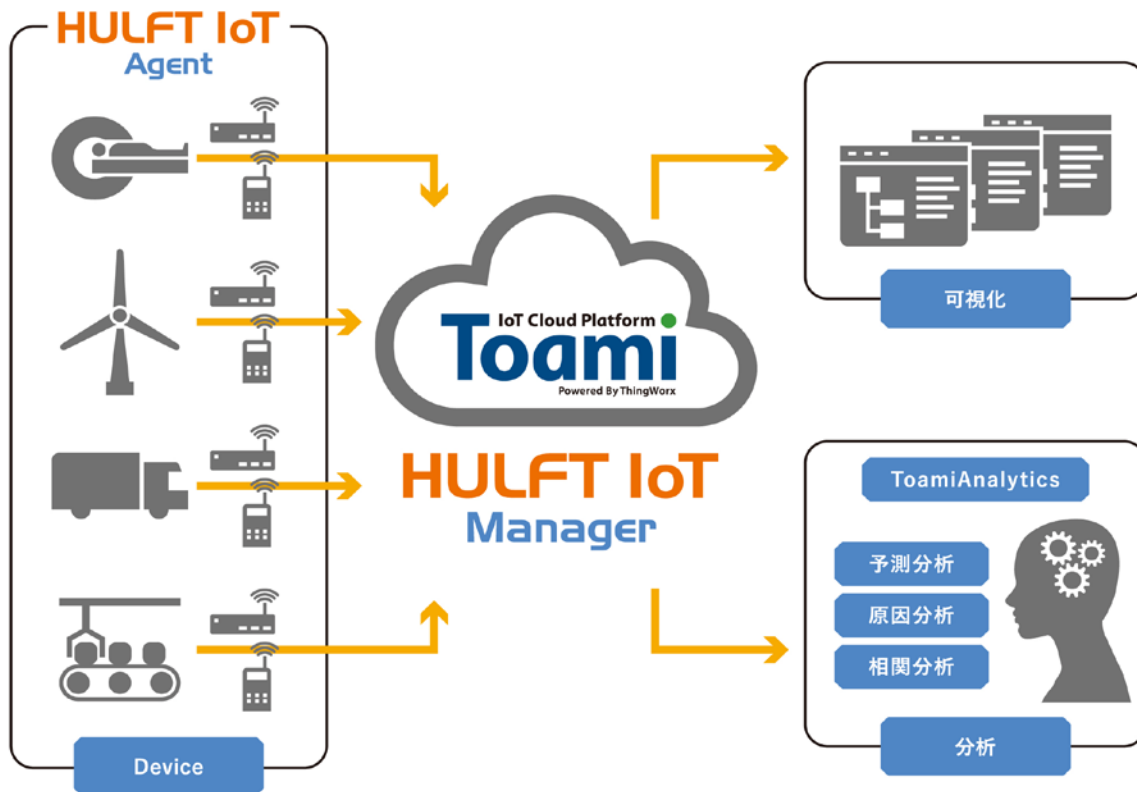 HULFT IoT
Agent
Device
IoT Cloud Platform
Toami
Powered By ThingWorx
HULFT IoT
Manager
可視化
ToamiAnalytics
予測分析
原因分析
相関分析
分析